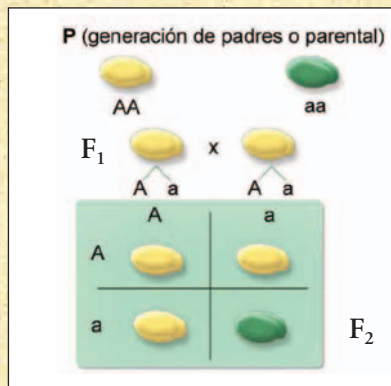 P (generación de padres o parental)
AA aa
F₁ x
A a A a
A a
A
a F₂